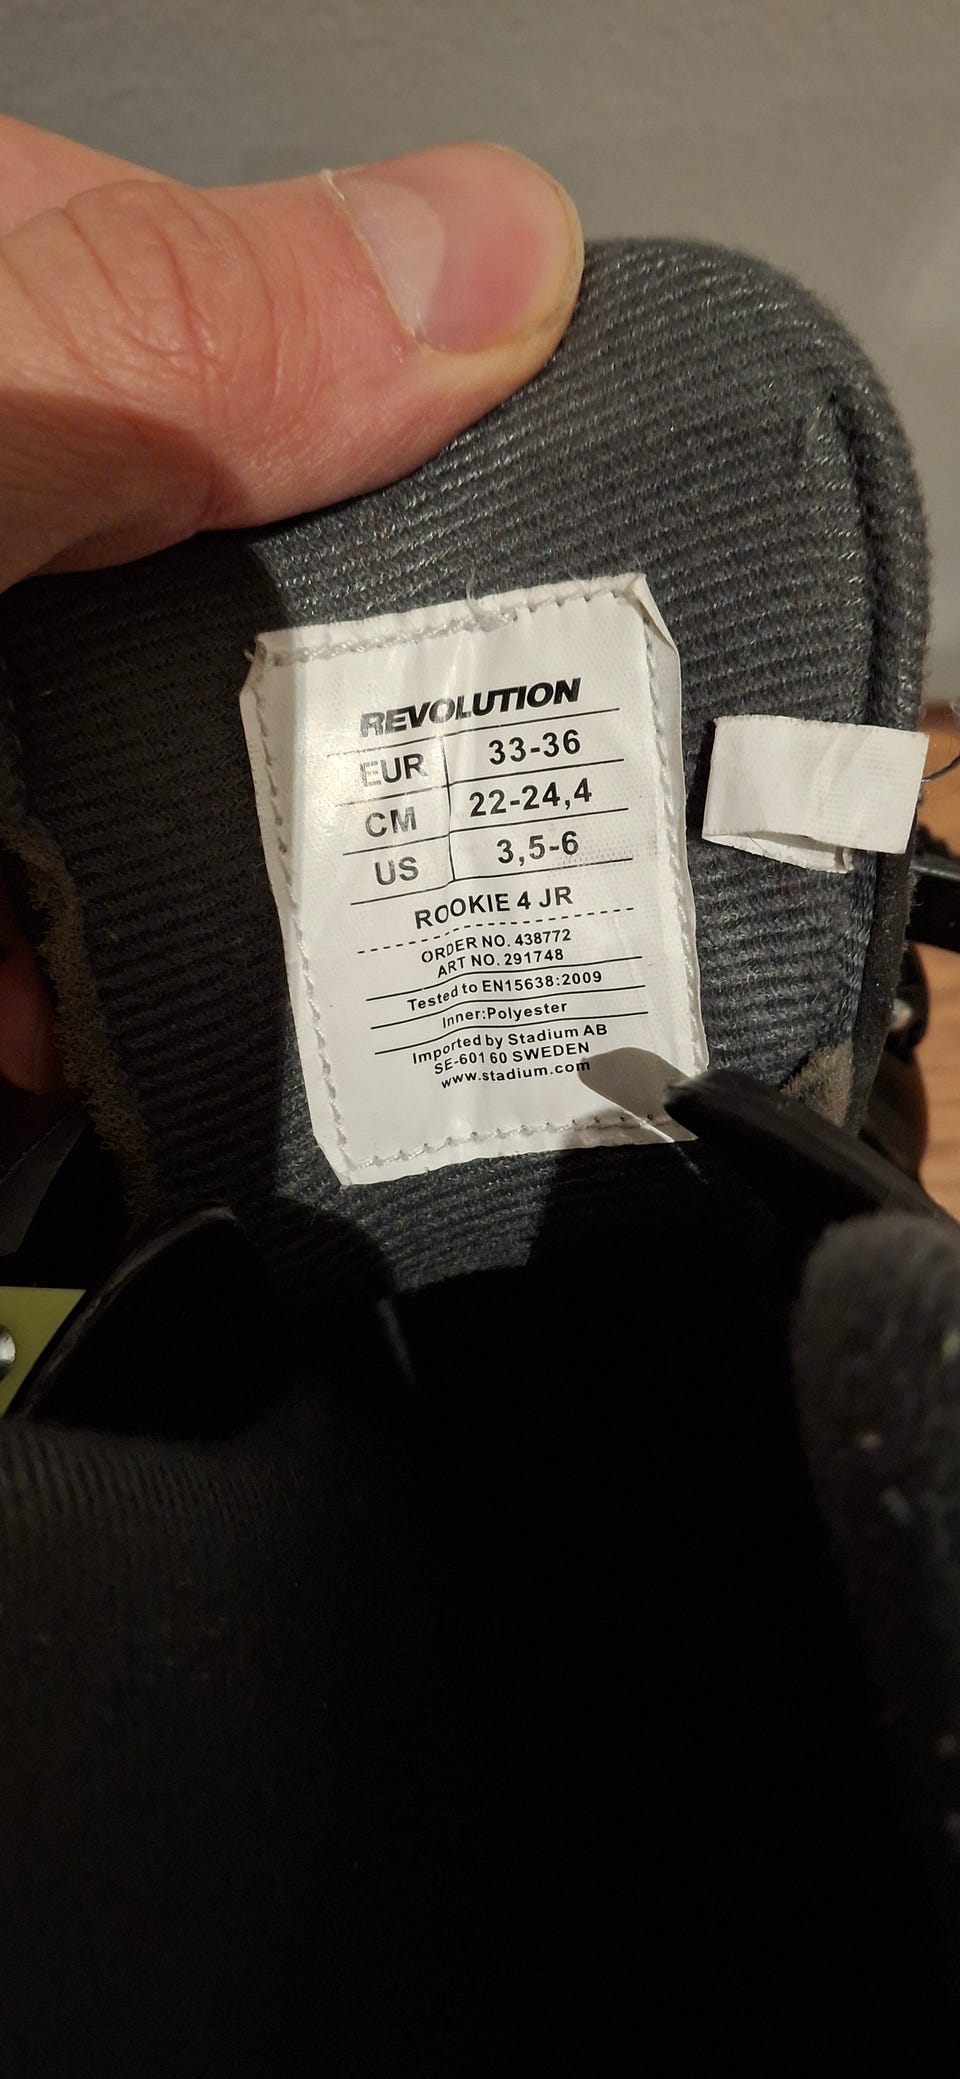 REVOLUTION
EUR 33-36
CM 22-24,4
US 3,5-6
ROOKIE 4 JR
ORDER NO. 438772
ART NO. 291748
Tested to EN15638:2009
Inner:Polyester
Imported by Stadium AB
SE-601 60 SWEDEN
www.stadium.com